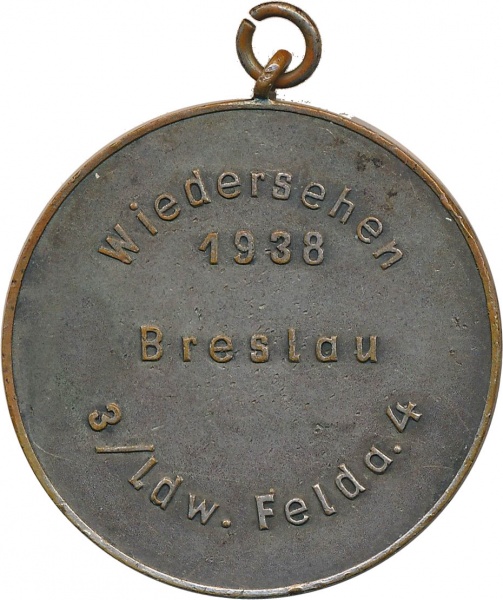 Wiedersehen
1938
Breslau
3/Ldw. Felda. 4